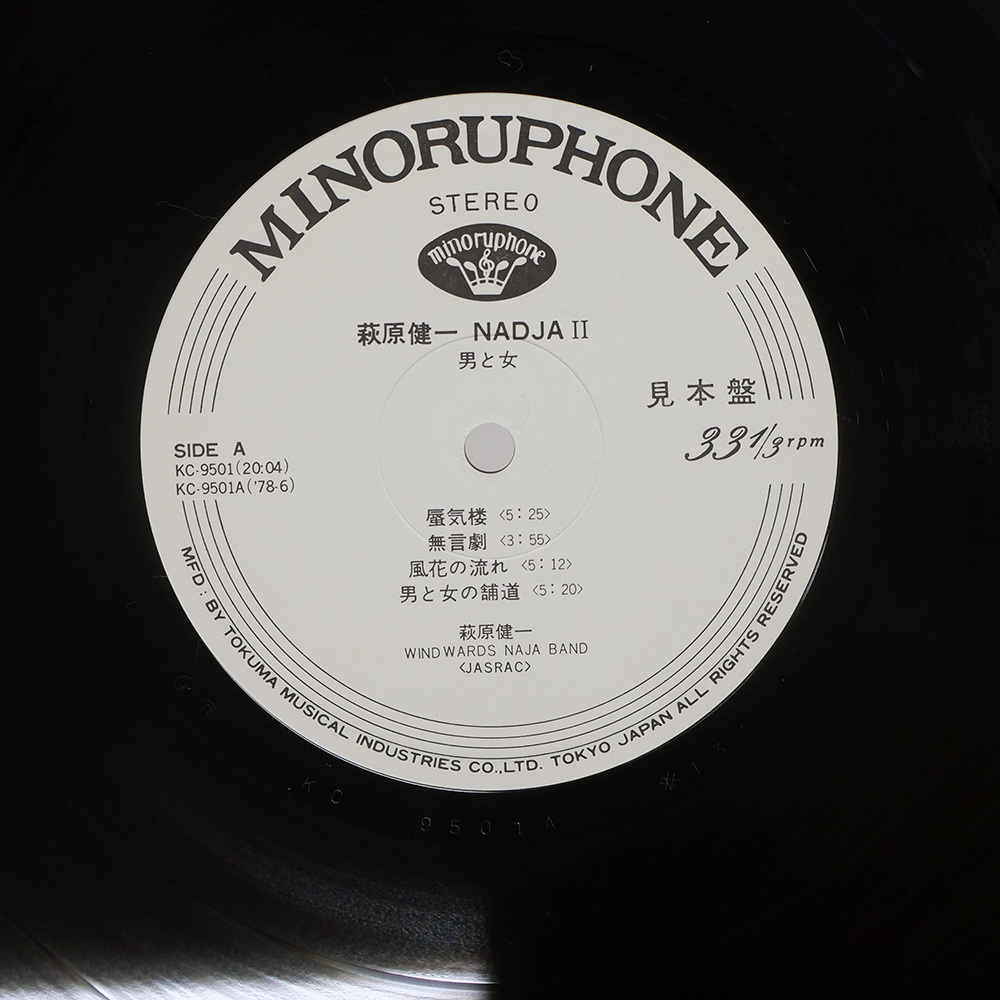 MINORUPHONE
STEREO
minoruphone
萩原健一 NADJA II
男と女
見本盤
33 1/3 rpm
SIDE A
KC-9501(20:04)
KC-9501A('78-6)
蜃気楼 〈5:25〉
無言劇 〈3:55〉
風花の流れ 〈5:12〉
男と女の舗道 〈5:20〉
萩原健一
WINDWARDS NAJA BAND
〈JASRAC〉
MFD: BY TOKUMA MUSICAL INDUSTRIES CO.,LTD. TOKYO JAPAN ALL RIGHTS RESERVED
KC
9501A